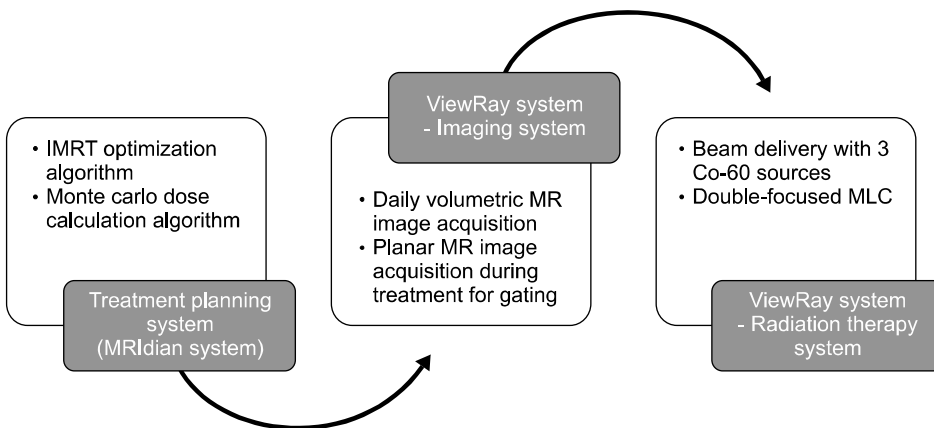 • IMRT optimization
algorithm
• Monte carlo dose
calculation algorithm
Treatment planning
system
(MRIdian system)
ViewRay system
- Imaging system
• Daily volumetric MR
image acquisition
• Planar MR image
acquisition during
treatment for gating
• Beam delivery with 3
Co-60 sources
• Double-focused MLC
ViewRay system
- Radiation therapy
system